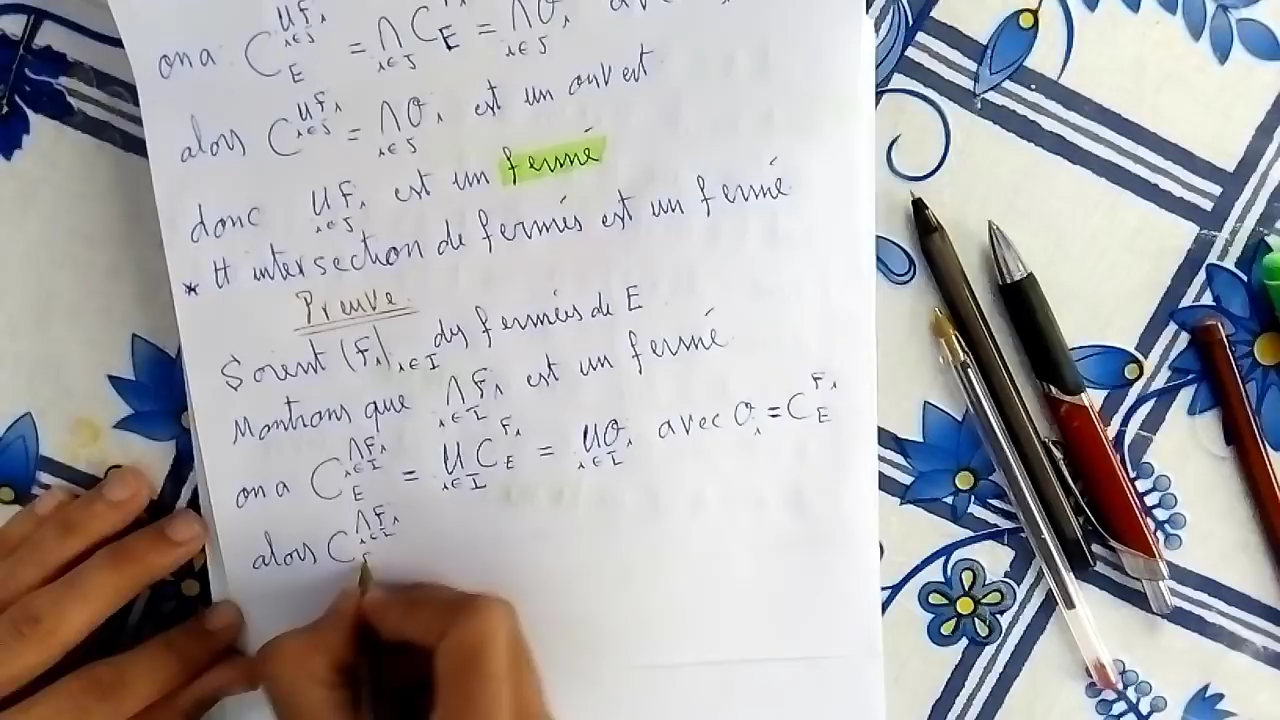 on a C_E^{∪_{λ∈J} F_λ} = ∩_{λ∈J} C_E = ∩_{λ∈J} O_λ
alors C^{∪_{λ∈J} F_λ} = ∩_{λ∈J} O_λ est un ouvert
donc ∪_{λ∈J} F_λ est un fermé
* tt intersection de fermés est un fermé
Preuve
Soient (F_λ)_{λ∈I} des fermés de E
Montrons que ∩_{λ∈I} F_λ est un fermé
on a C_E^{∩_{λ∈I} F_λ} = ∪_{λ∈I} C_E^{F_λ} = ∪_{λ∈I} O_λ avec O_λ = C_E^{F_λ}
alors C^{∩_{λ∈I} F_λ}